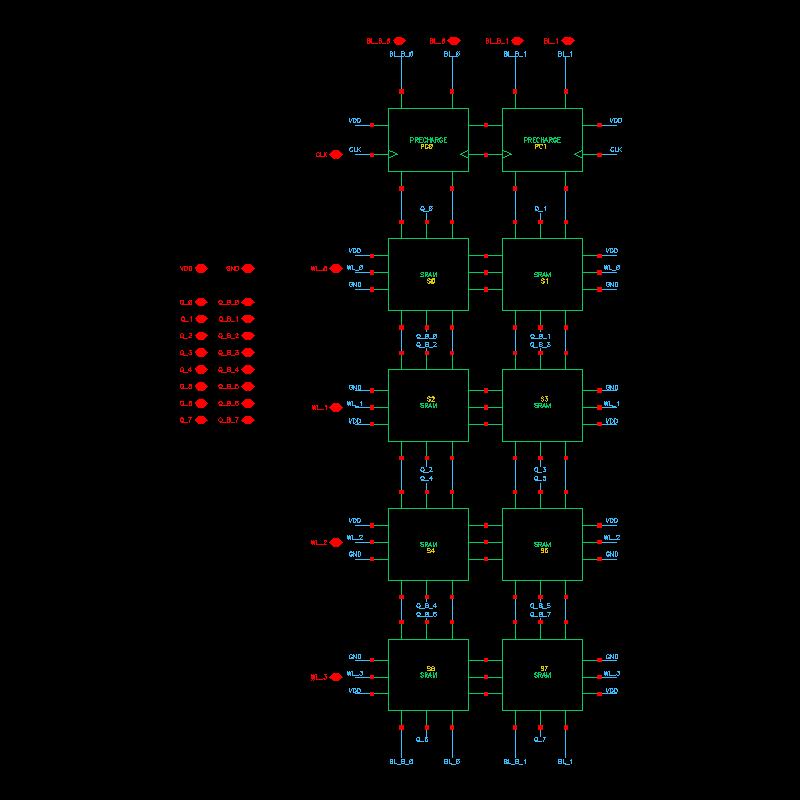 BL_B_0 BL_0 BL_B_1 BL_1
BL_B_0 BL_0 BL_B_1 BL_1
VDD VDD
PRECHARGE PRECHARGE
PC0 PC1
CLK CLK CLK
Q_0 Q_1
VDD VDD
VDD GND WL_0 WL_0 SRAM SRAM WL_0
S0 S1
GND GND
Q_0 Q_B_0
Q_1 Q_B_1
Q_2 Q_B_2
Q_B_0 Q_B_1
Q_B_2 Q_B_3
Q_3 Q_B_3
Q_4 Q_B_4
Q_5 Q_B_5
GND GND
Q_6 Q_B_6
S2 S3
WL_1 WL_1 SRAM SRAM WL_1
Q_7 Q_B_7
VDD VDD
Q_2 Q_3
Q_4 Q_5
VDD VDD
WL_2 WL_2 SRAM SRAM WL_2
S4 S5
GND GND
Q_B_4 Q_B_5
Q_B_6 Q_B_7
GND GND
S6 S7
WL_3 WL_3 SRAM SRAM WL_3
VDD VDD
Q_6 Q_7
BL_B_0 BL_0 BL_B_1 BL_1